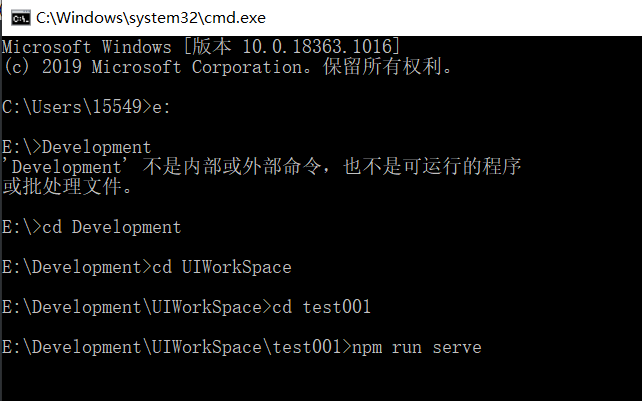 C:\Windows\system32\cmd.exe
Microsoft Windows [版本 10.0.18363.1016]
(c) 2019 Microsoft Corporation。保留所有权利。
C:\Users\15549>e:
E:\>Development
'Development' 不是内部或外部命令，也不是可运行的程序
或批处理文件。
E:\>cd Development
E:\Development>cd UIWorkSpace
E:\Development\UIWorkSpace>cd test001
E:\Development\UIWorkSpace\test001>npm run serve